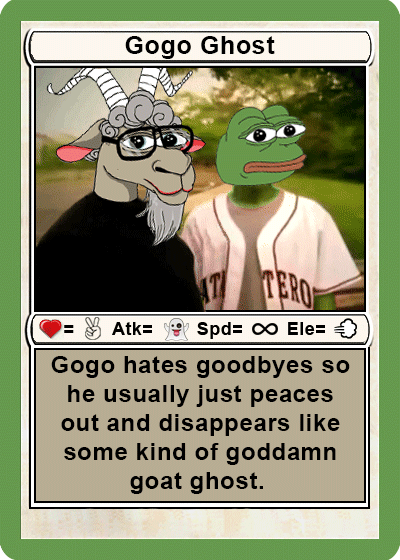 Gogo Ghost
ATA TERO
❤️= ✌️ Atk= 👻 Spd= ∞ Ele= 💨
Gogo hates goodbyes so
he usually just peaces
out and disappears like
some kind of goddamn
goat ghost.